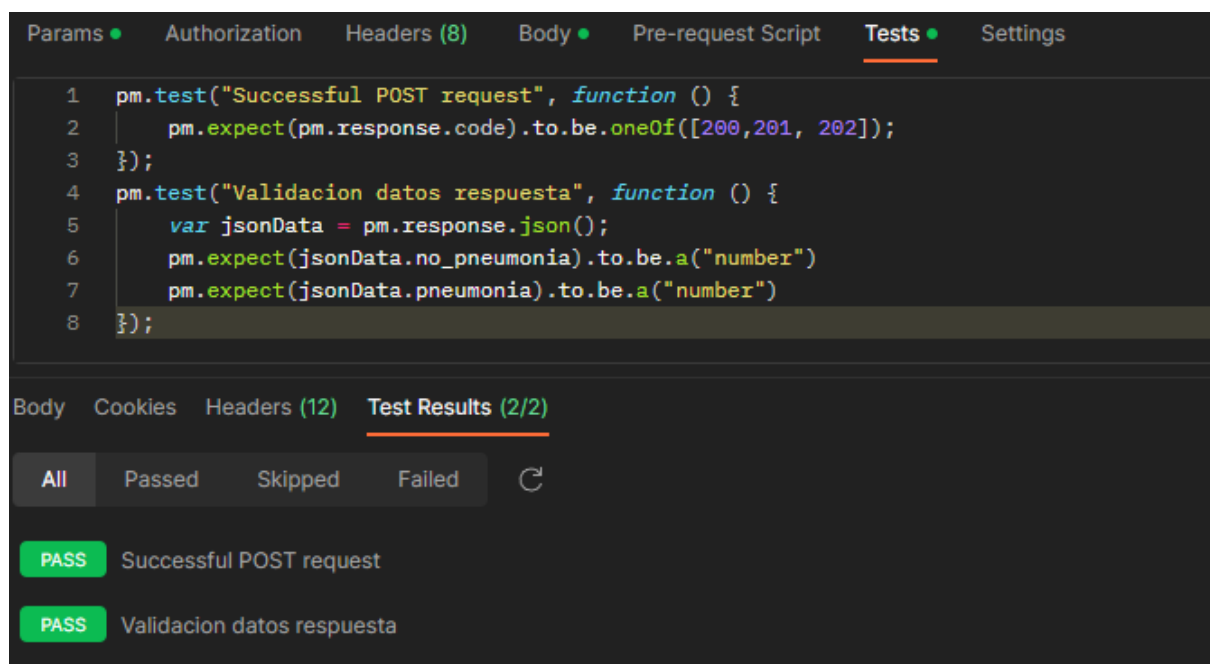 Params Authorization Headers (8) Body Pre-request Script Tests Settings
1 pm.test("Successful POST request", function () {
2 pm.expect(pm.response.code).to.be.oneOf([200,201, 202]);
3 });
4 pm.test("Validacion datos respuesta", function () {
5 var jsonData = pm.response.json();
6 pm.expect(jsonData.no_pneumonia).to.be.a("number")
7 pm.expect(jsonData.pneumonia).to.be.a("number")
8 });
Body Cookies Headers (12) Test Results (2/2)
All Passed Skipped Failed
PASS Successful POST request
PASS Validacion datos respuesta